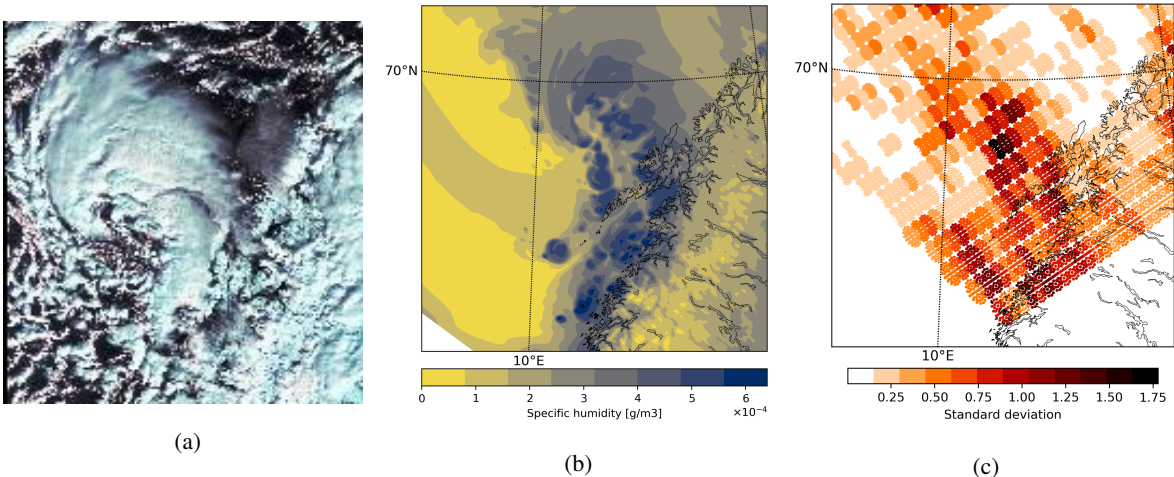 70°N
10°E
0 1 2 3 4 5 6
×10⁻⁴
Specific humidity [g/m3]
70°N
10°E
0.25 0.50 0.75 1.00 1.25 1.50 1.75
Standard deviation
(a)
(b)
(c)